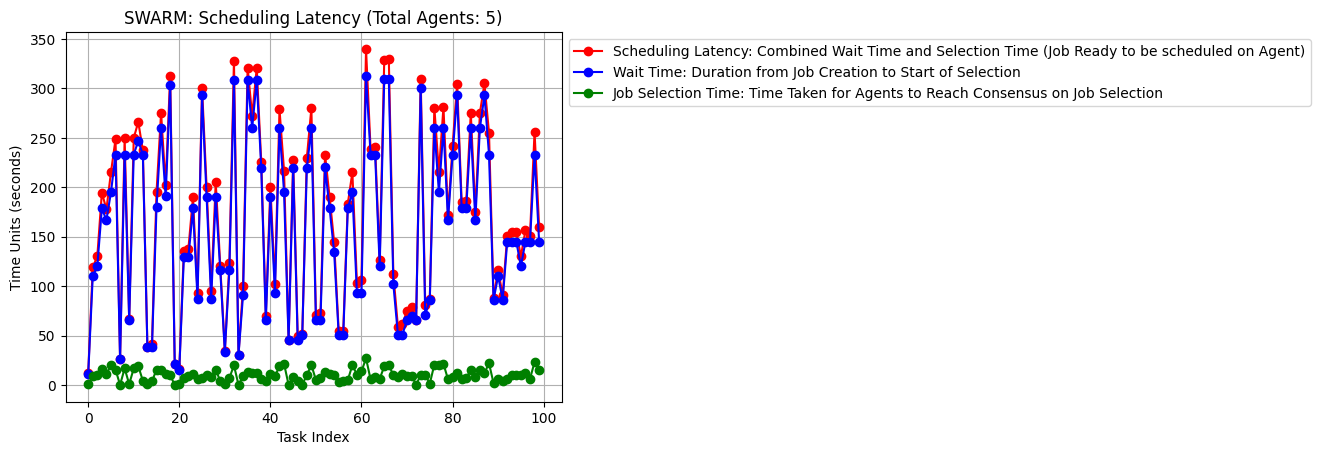 SWARM: Scheduling Latency (Total Agents: 5)
350
300
250
200
150
100
50
0
Time Units (seconds)
0 20 40 60 80 100
Task Index
Scheduling Latency: Combined Wait Time and Selection Time (Job Ready to be scheduled on Agent)
Wait Time: Duration from Job Creation to Start of Selection
Job Selection Time: Time Taken for Agents to Reach Consensus on Job Selection